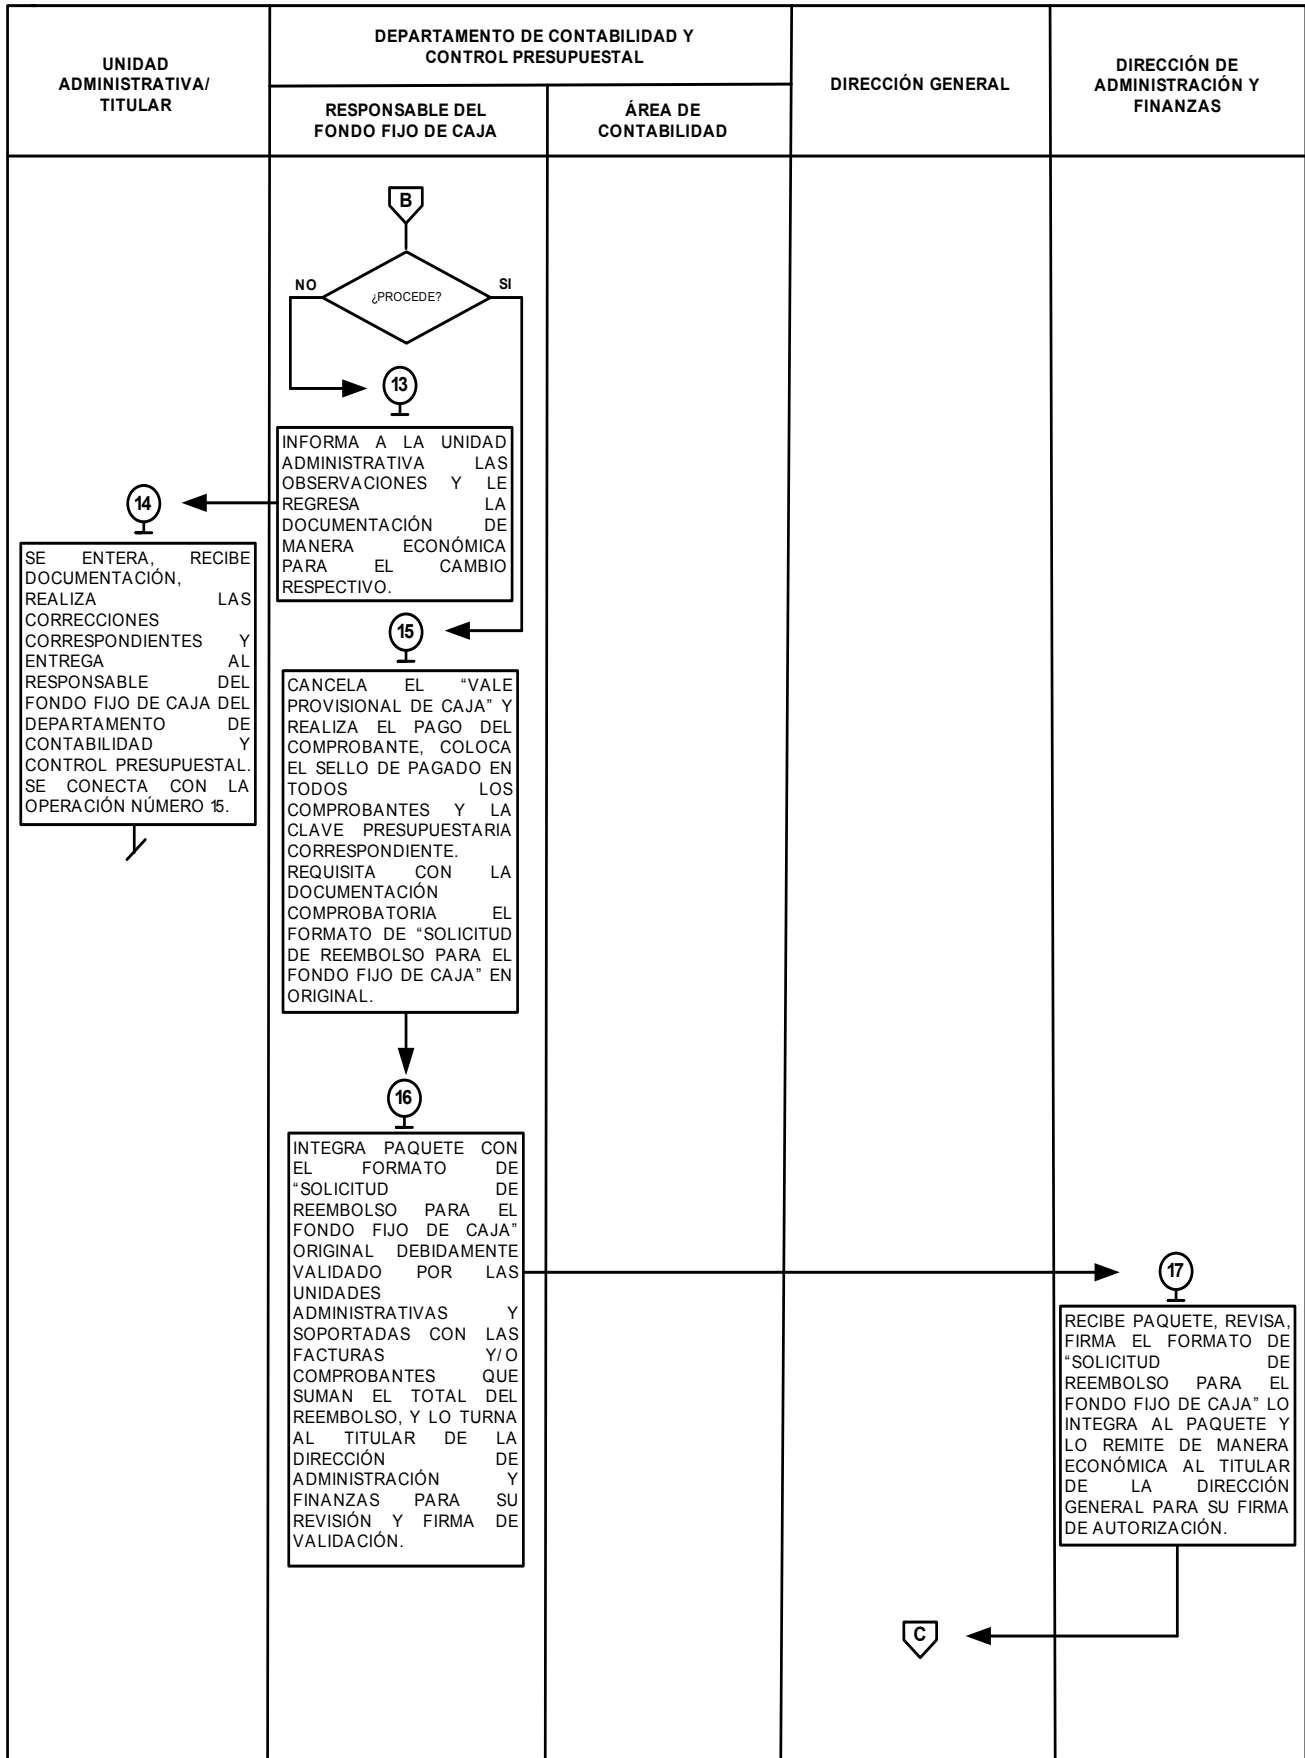 UNIDAD
ADMINISTRATIVA/
TITULAR
DEPARTAMENTO DE CONTABILIDAD Y
CONTROL PRESUPUESTAL
RESPONSABLE DEL
FONDO FIJO DE CAJA
ÁREA DE
CONTABILIDAD
DIRECCIÓN GENERAL
DIRECCIÓN DE
ADMINISTRACIÓN Y
FINANZAS
B
NO
¿PROCEDE?
SI
13
INFORMA A LA UNIDAD
ADMINISTRATIVA LAS
OBSERVACIONES Y LE
REGRESA LA
DOCUMENTACIÓN DE
MANERA ECONÓMICA
PARA EL CAMBIO
RESPECTIVO.
14
SE ENTERA, RECIBE
DOCUMENTACIÓN,
REALIZA LAS
CORRECCIONES
CORRESPONDIENTES Y
ENTREGA AL
RESPONSABLE DEL
FONDO FIJO DE CAJA DEL
DEPARTAMENTO DE
CONTABILIDAD Y
CONTROL PRESUPUESTAL.
SE CONECTA CON LA
OPERACIÓN NÚMERO 15.
15
CANCELA EL “VALE
PROVISIONAL DE CAJA” Y
REALIZA EL PAGO DEL
COMPROBANTE, COLOCA
EL SELLO DE PAGADO EN
TODOS LOS
COMPROBANTES Y LA
CLAVE PRESUPUESTARIA
CORRESPONDIENTE.
REQUISITA CON LA
DOCUMENTACIÓN
COMPROBATORIA EL
FORMATO DE “SOLICITUD
DE REEMBOLSO PARA EL
FONDO FIJO DE CAJA” EN
ORIGINAL.
16
INTEGRA PAQUETE CON
EL FORMATO DE
“SOLICITUD DE
REEMBOLSO PARA EL
FONDO FIJO DE CAJA”
ORIGINAL DEBIDAMENTE
VALIDADO POR LAS
UNIDADES
ADMINISTRATIVAS Y
SOPORTADAS CON LAS
FACTURAS Y/O
COMPROBANTES QUE
SUMAN EL TOTAL DEL
REEMBOLSO, Y LO TURNA
AL TITULAR DE LA
DIRECCIÓN DE
ADMINISTRACIÓN Y
FINANZAS PARA SU
REVISIÓN Y FIRMA DE
VALIDACIÓN.
17
RECIBE PAQUETE, REVISA,
FIRMA EL FORMATO DE
“SOLICITUD DE
REEMBOLSO PARA EL
FONDO FIJO DE CAJA” LO
INTEGRA AL PAQUETE Y
LO REMITE DE MANERA
ECONÓMICA AL TITULAR
DE LA DIRECCIÓN
GENERAL PARA SU FIRMA
DE AUTORIZACIÓN.
C